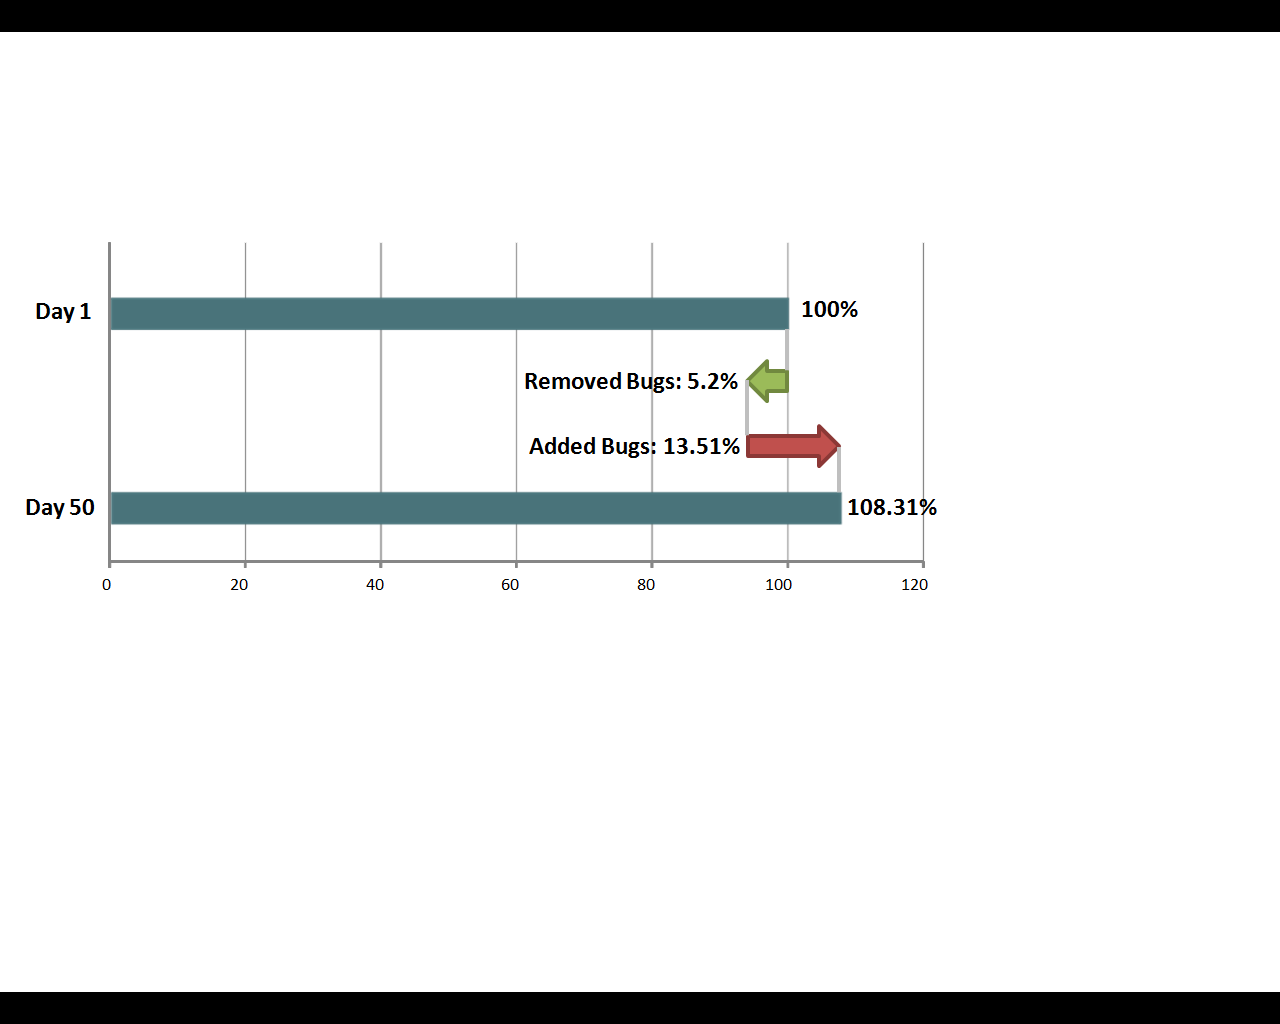 Day 1
100%
Removed Bugs: 5.2%
Added Bugs: 13.51%
Day 50
108.31%
0 20 40 60 80 100 120